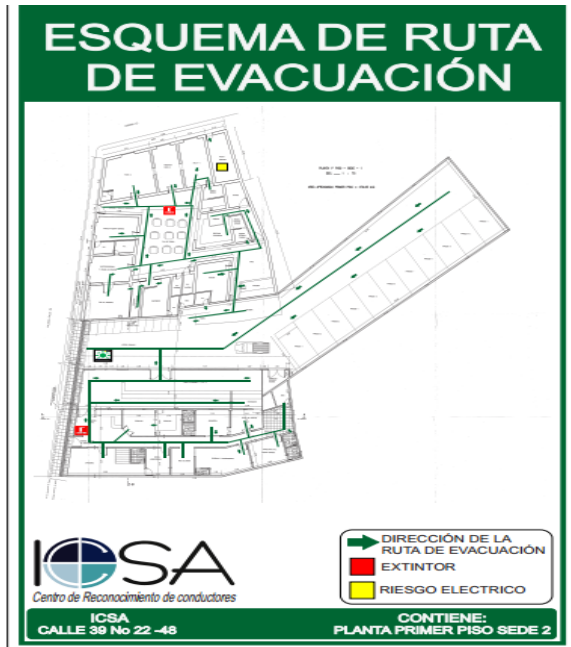 ESQUEMA DE RUTA
DE EVACUACIÓN
ICSA
Centro de Reconocimiento de conductores
DIRECCIÓN DE LA
RUTA DE EVACUACIÓN
EXTINTOR
RIESGO ELECTRICO
ICSA
CALLE 39 No 22 -48
CONTIENE:
PLANTA PRIMER PISO SEDE 2